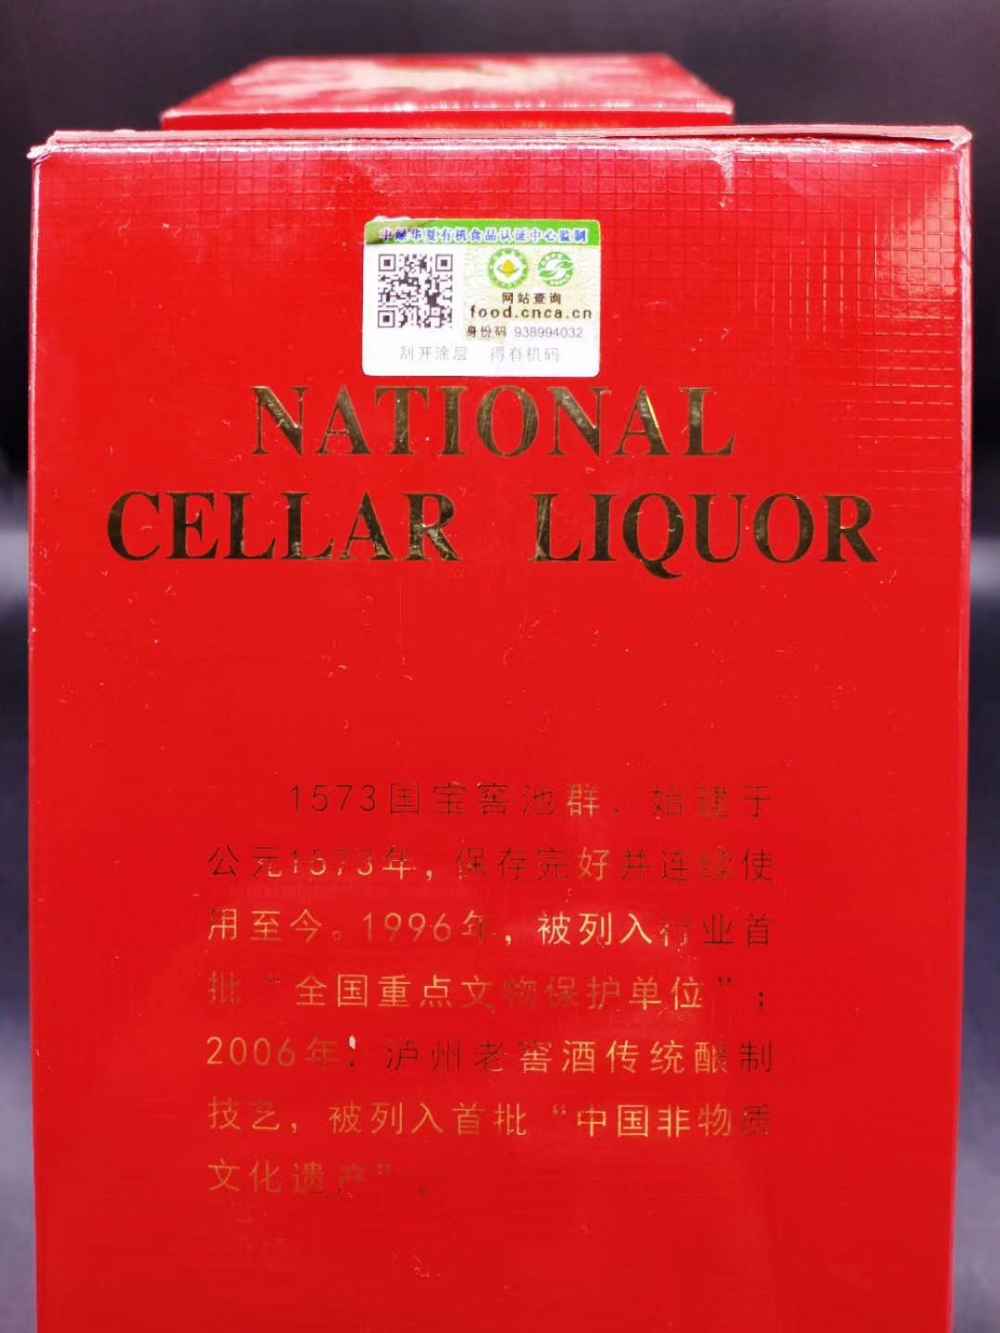 中绿华夏有机食品认证中心监制
网站查询
food.cnca.cn
身份码 938994032
刮开涂层 得有机码
NATIONAL
CELLAR LIQUOR
1573国宝窖池群，始建于
公元1573年，保存完好并连续使
用至今。1996年，被列入行业首
批“全国重点文物保护单位”；
2006年，泸州老窖酒传统酿制
技艺，被列入首批“中国非物质
文化遗产”。